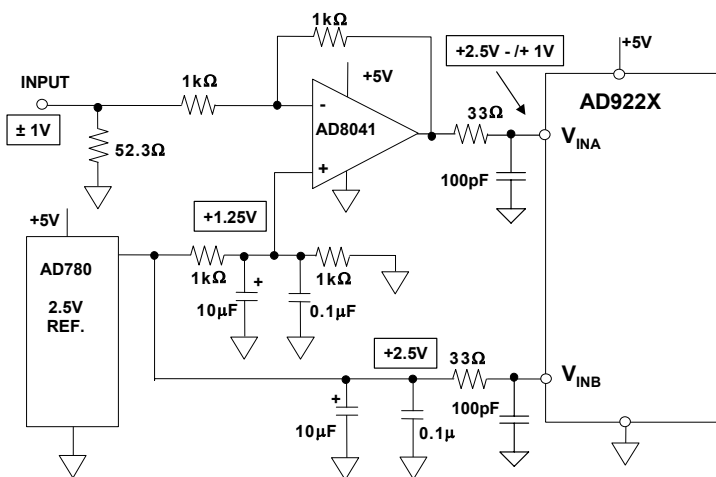 1kΩ
+2.5V - /+ 1V
+5V
INPUT
1kΩ
+5V
AD922X
± 1V
-
AD8041
33Ω
VINA
52.3Ω
+
100pF
+5V
+1.25V
AD780
2.5V
REF.
1kΩ
1kΩ
+
10μF
0.1μF
+2.5V
33Ω
VINB
+
10μF
0.1μ
100pF